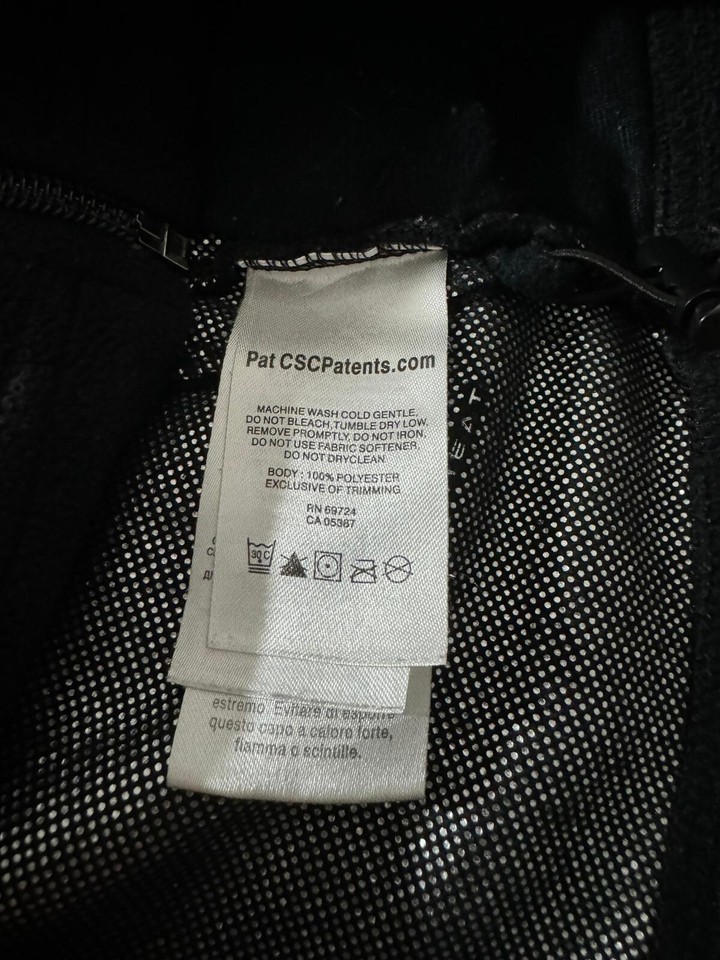 Pat CSCPatents.com
MACHINE WASH COLD GENTLE,
DO NOT BLEACH, TUMBLE DRY LOW,
REMOVE PROMPTLY, DO NOT IRON,
DO NOT USE FABRIC SOFTENER,
DO NOT DRYCLEAN
BODY : 100% POLYESTER
EXCLUSIVE OF TRIMMING
RN 69724
CA 05367
30 C
estremo. Evitare di esporre
questo capo a calore forte,
fiamma o scintille.